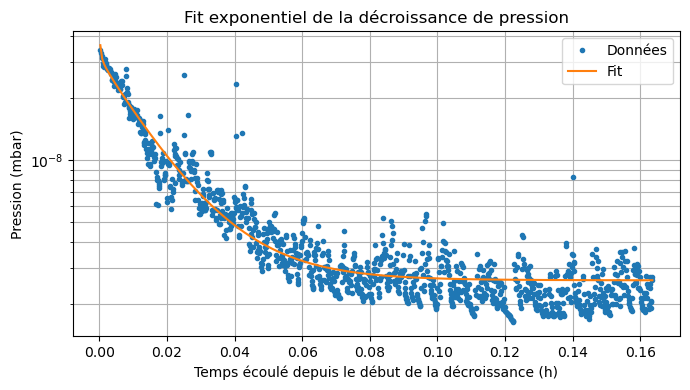 Fit exponentiel de la décroissance de pression
Données
Fit
Pression (mbar)
10⁻⁸
0.00 0.02 0.04 0.06 0.08 0.10 0.12 0.14 0.16
Temps écoulé depuis le début de la décroissance (h)